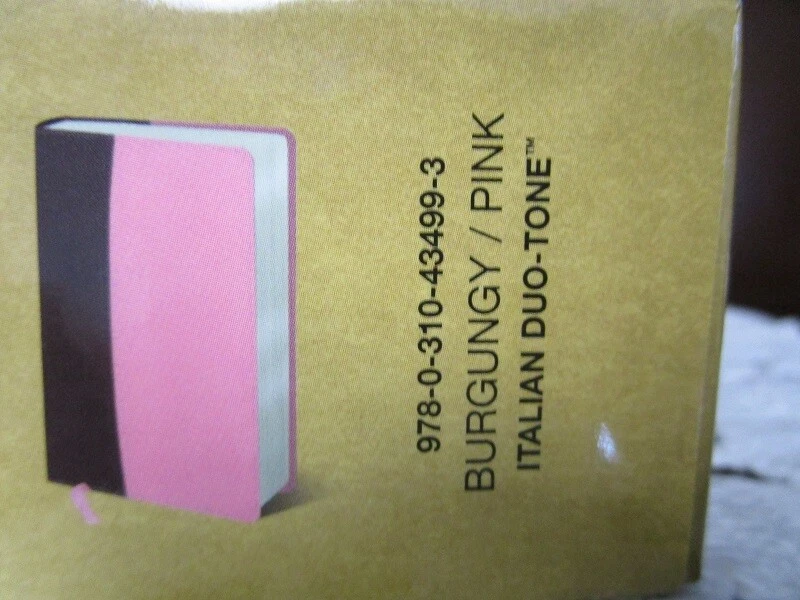 978-0-310-43499-3
BURGUNGY / PINK
ITALIAN DUO-TONE™